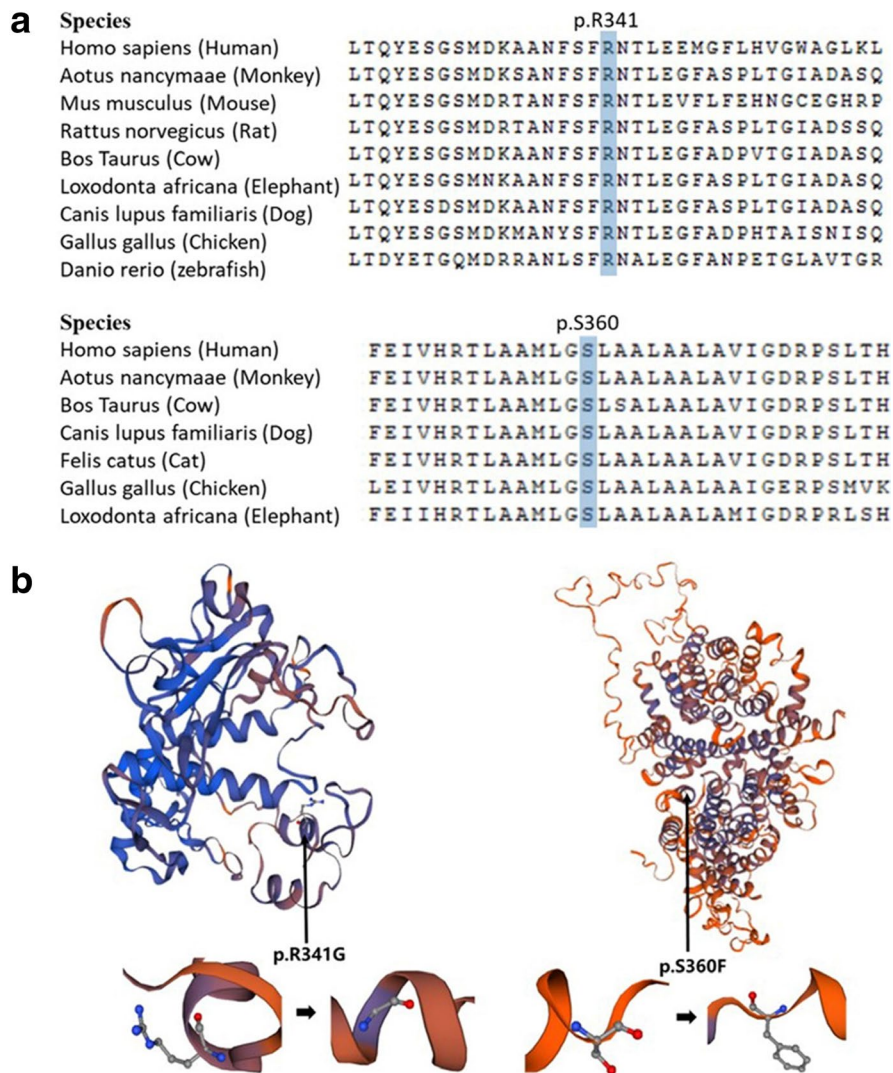 a
Species p.R341
Homo sapiens (Human) LTQYESGSMDKAANFSFRNTLEEMGFLHVGWAGLKL
Aotus nancymaae (Monkey) LTQYESGSMDKSANFSFRNTLEGFASPLTGIADASQ
Mus musculus (Mouse) LTQYESGSMDRTANFSFRNTLEVFLFEHNGCEGHRP
Rattus norvegicus (Rat) LTQYESGSMDRTANFSFRNTLEGFASPLTGIADSSQ
Bos Taurus (Cow) LTQYESGSMDKAANFSFRNTLEGFADPVTGIADASQ
Loxodonta africana (Elephant) LTQYESGSMNKAANFSFRNTLEGFASPLTGIADASQ
Canis lupus familiaris (Dog) LTQYESDSMDKAANFSFRNTLEGFASPLTGIADASQ
Gallus gallus (Chicken) LTQYESGSMDKMANYSFRNTLEGFADPHTAISNISQ
Danio rerio (zebrafish) LTDYETGQMDRRANLSFRNALEGFANPETGLAVTGR
Species p.S360
Homo sapiens (Human) FEIVHRTLAAMLGSLAALAALAVIGDRPSLTH
Aotus nancymaae (Monkey) FEIVHRTLAAMLGSLAALAALAVIGDRPSLTH
Bos Taurus (Cow) FEIVHRTLAAMLGSLSALAALAVIGDRPSLTH
Canis lupus familiaris (Dog) FEIVHRTLAAMLGSLAALAALAVIGDRPSLTH
Felis catus (Cat) FEIVHRTLAAMLGSLAALAALAVIGDRPSLTH
Gallus gallus (Chicken) LEIVHRTLAAMLGSLAALAALAAIGERPSMVK
Loxodonta africana (Elephant) FEIIHRTLAAMLGSLAALAALAMIGDRPRLSH
b
p.R341G
p.S360F